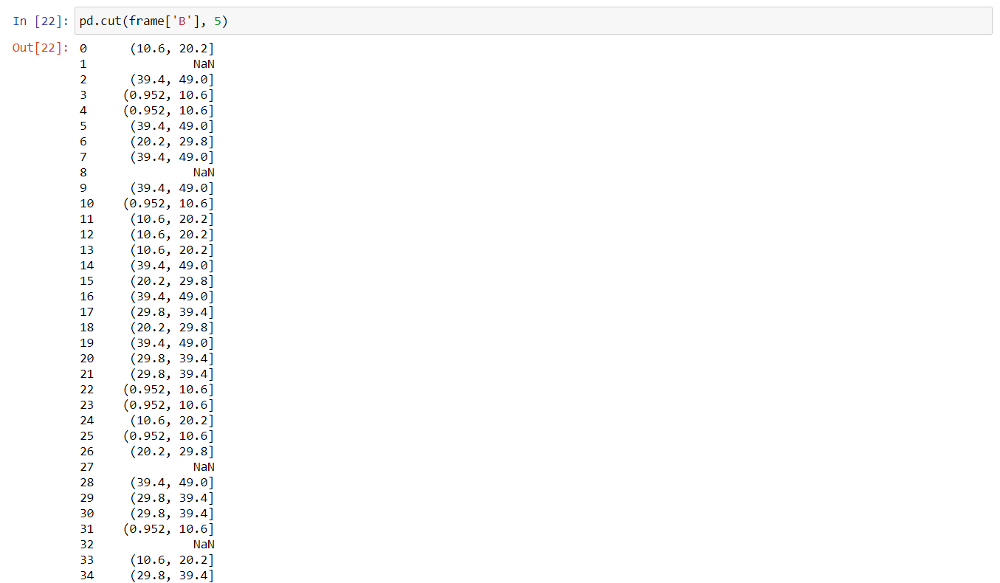 In [22]: pd.cut(frame['B'], 5)
Out[22]: 0 (10.6, 20.2]
1 NaN
2 (39.4, 49.0]
3 (0.952, 10.6]
4 (0.952, 10.6]
5 (39.4, 49.0]
6 (20.2, 29.8]
7 (39.4, 49.0]
8 NaN
9 (39.4, 49.0]
10 (0.952, 10.6]
11 (10.6, 20.2]
12 (10.6, 20.2]
13 (10.6, 20.2]
14 (39.4, 49.0]
15 (20.2, 29.8]
16 (39.4, 49.0]
17 (29.8, 39.4]
18 (20.2, 29.8]
19 (39.4, 49.0]
20 (29.8, 39.4]
21 (29.8, 39.4]
22 (0.952, 10.6]
23 (0.952, 10.6]
24 (10.6, 20.2]
25 (0.952, 10.6]
26 (20.2, 29.8]
27 NaN
28 (39.4, 49.0]
29 (29.8, 39.4]
30 (29.8, 39.4]
31 (0.952, 10.6]
32 NaN
33 (10.6, 20.2]
34 (29.8, 39.4]